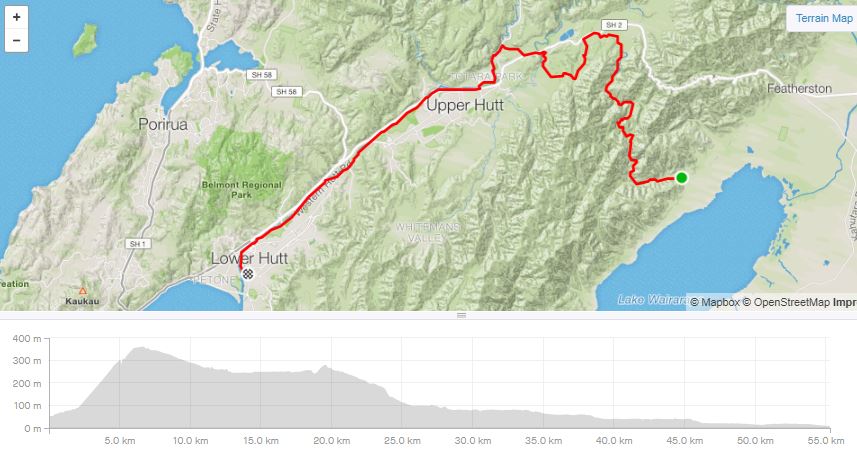 +
−
State H
SH 2
Terrain Map
SH 58
SH 58
TOTARA PARK
Featherston
Upper Hutt
Porirua
Belmont Regional
Park
Western Hutt Rd
WHITEMANS
VALLEY
SH 1
Lower Hutt
PETONE
Kaukau
Lake Waira
© Mapbox © OpenStreetMap Impr
400 m
300 m
200 m
100 m
0 m
5.0 km
10.0 km
15.0 km
20.0 km
25.0 km
30.0 km
35.0 km
40.0 km
45.0 km
50.0 km
55.0 km